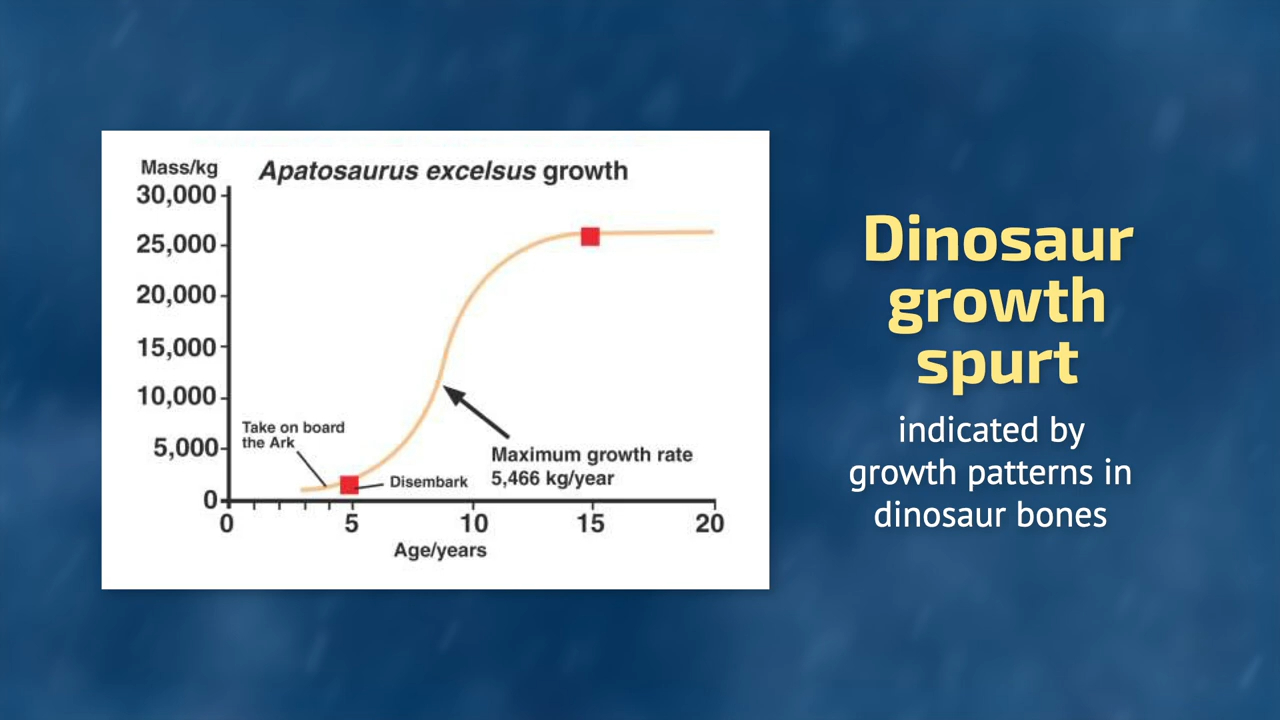 Mass/kg
Apatosaurus excelsus growth
30,000
25,000
20,000
15,000
10,000
5,000
0
Take on board
the Ark
Disembark
Maximum growth rate
5,466 kg/year
0 5 10 15 20
Age/years
Dinosaur
growth
spurt
indicated by
growth patterns in
dinosaur bones